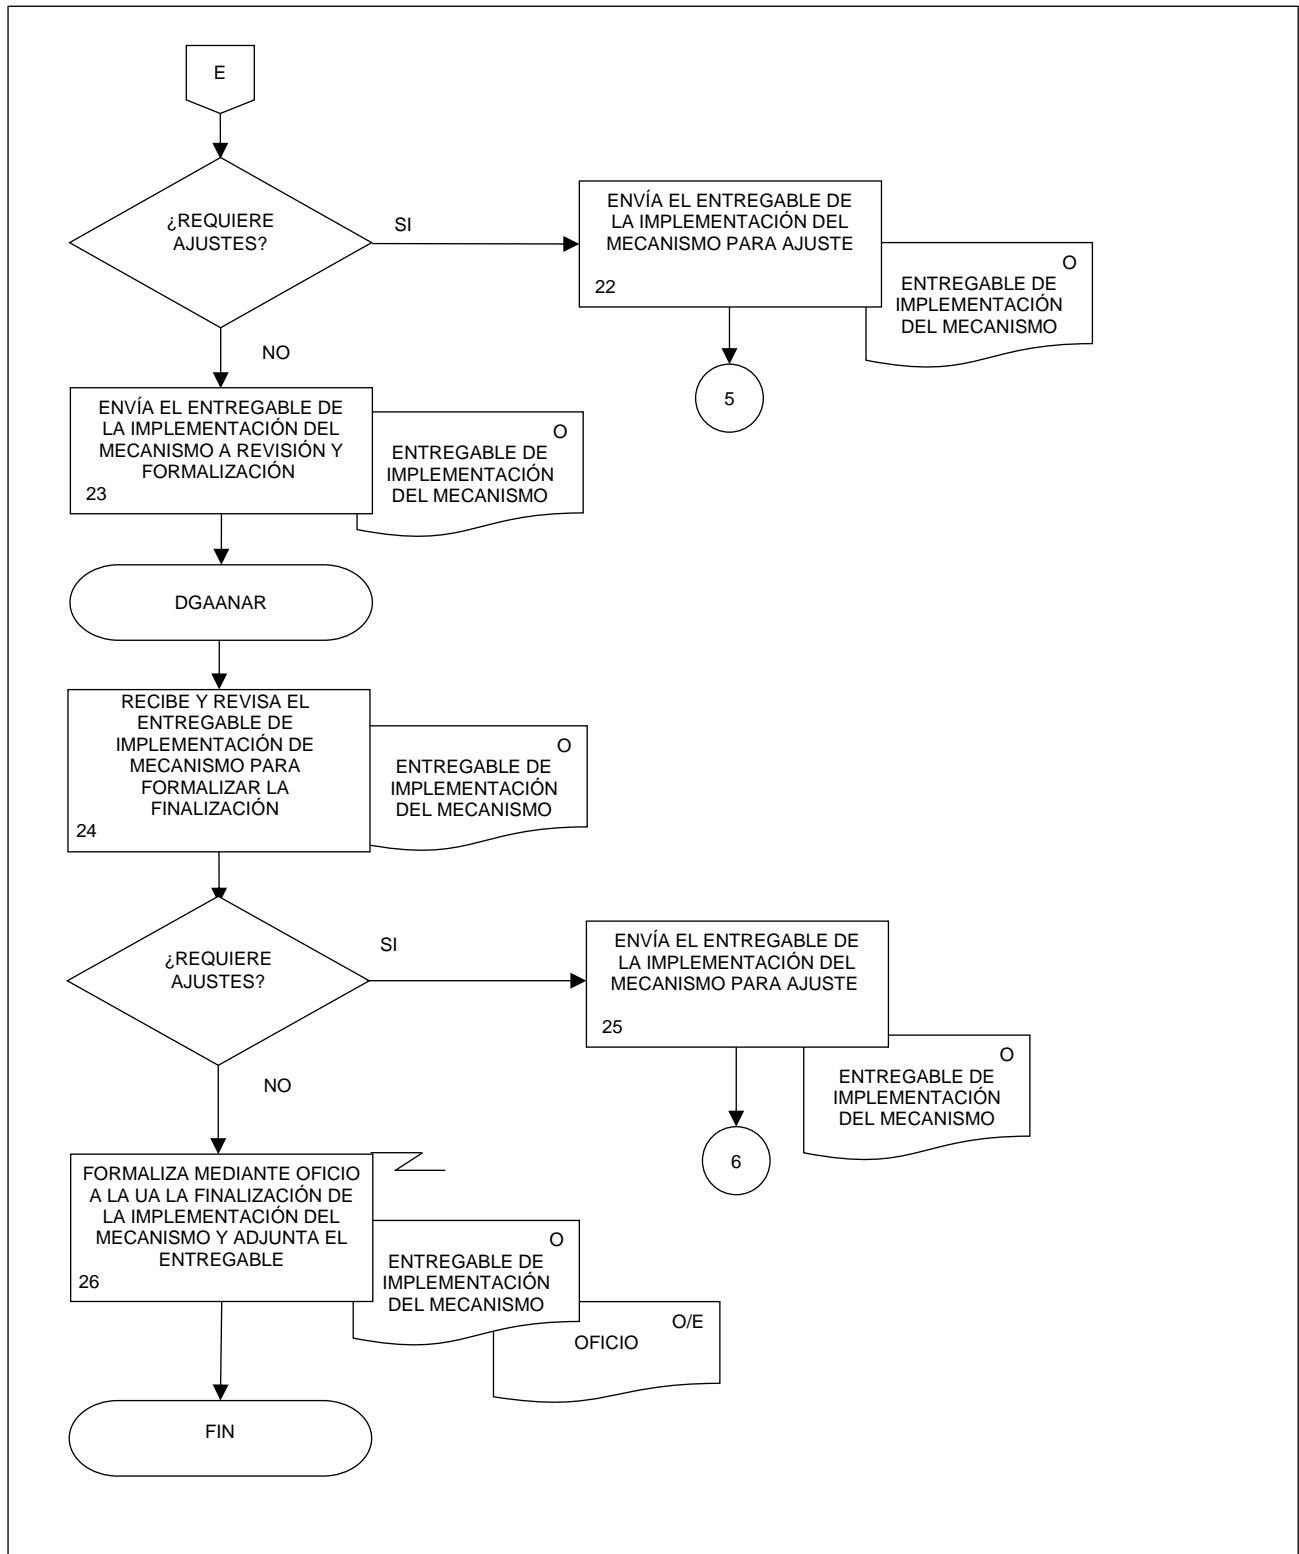 E
¿REQUIERE
AJUSTES?
SI
ENVÍA EL ENTREGABLE DE
LA IMPLEMENTACIÓN DEL
MECANISMO PARA AJUSTE
22
O
ENTREGABLE DE
IMPLEMENTACIÓN
DEL MECANISMO
5
NO
ENVÍA EL ENTREGABLE DE
LA IMPLEMENTACIÓN DEL
MECANISMO A REVISIÓN Y
FORMALIZACIÓN
23
O
ENTREGABLE DE
IMPLEMENTACIÓN
DEL MECANISMO
DGAANAR
RECIBE Y REVISA EL
ENTREGABLE DE
IMPLEMENTACIÓN DE
MECANISMO PARA
FORMALIZAR LA
FINALIZACIÓN
24
O
ENTREGABLE DE
IMPLEMENTACIÓN
DEL MECANISMO
¿REQUIERE
AJUSTES?
SI
ENVÍA EL ENTREGABLE DE
LA IMPLEMENTACIÓN DEL
MECANISMO PARA AJUSTE
25
O
ENTREGABLE DE
IMPLEMENTACIÓN
DEL MECANISMO
6
NO
FORMALIZA MEDIANTE OFICIO
A LA UA LA FINALIZACIÓN DE
LA IMPLEMENTACIÓN DEL
MECANISMO Y ADJUNTA EL
ENTREGABLE
26
O
ENTREGABLE DE
IMPLEMENTACIÓN
DEL MECANISMO
O/E
OFICIO
FIN